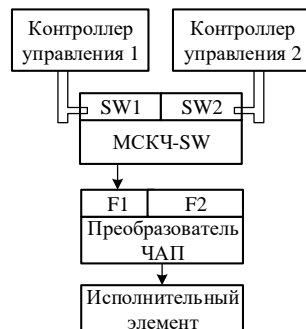 Контроллер
управления 1
Контроллер
управления 2
SW1
SW2
МСКЧ-SW
F1
F2
Преобразователь
ЧАП
Исполнительный
элемент